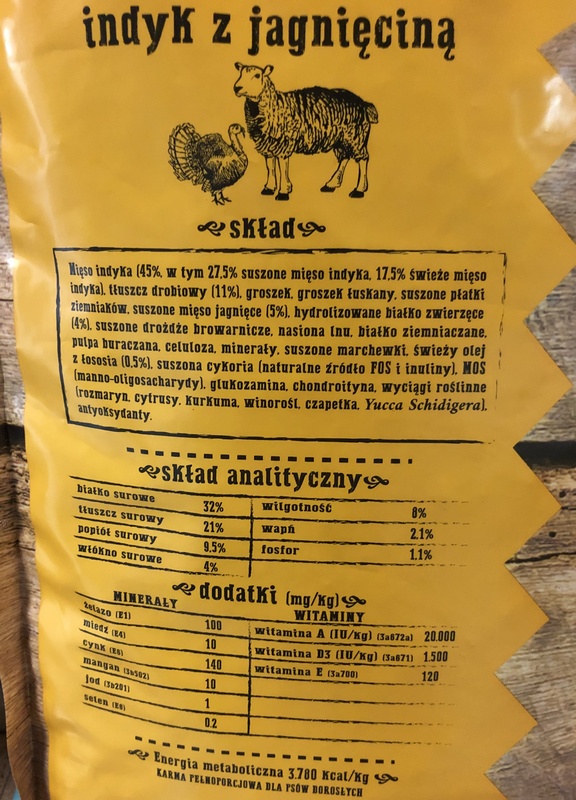 indyk z jagnięciną
skład
Mięso indyka (45%, w tym 27,5% suszone mięso indyka, 17,5% świeże mięso
indyka), tłuszcz drobiowy (11%), groszek, groszek łuskany, suszone płatki
ziemniaków, suszone mięso jagnięce (5%), hydrolizowane białko zwierzęce
(4%), suszone drożdże browarnicze, nasiona lnu, białko ziemniaczane,
pulpa buraczana, celuloza, minerały, suszone marchewki, świeży olej
z łososia (0,5%), suszona cykoria (naturalne źródło FOS i inuliny), MOS
(manno-oligosacharydy), glukozamina, chondroityna, wyciągi roślinne
(rozmaryn, cytrusy, kurkuma, winorośl, czapetka, Yucca Schidigera),
antyoksydanty.
skład analityczny
białko surowe 32% wilgotność 8%
tłuszcz surowy 21% wapń 2,1%
popiół surowy 9,5% fosfor 1,1%
włókno surowe 4%
dodatki (mg/kg)
MINERAŁY WITAMINY
żelazo (E1) 100 witamina A (IU/kg) (3a672a) 20.000
miedź (E4) 10 witamina D3 (IU/kg) (3a671) 1.500
cynk (E6) 140 witamina E (3a700) 120
mangan (3b502) 10
jod (3b201) 1
selen (E8) 0.2
Energia metaboliczna 3.780 kcal/kg
KARMA PEŁNOPORCJOWA DLA PSÓW DOROSŁYCH